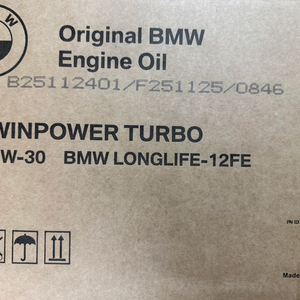 Original BMW
Engine Oil
B25112401/F251125/0846
WINPOWER TURBO
W-30 BMW LONGLIFE-12FE
Made